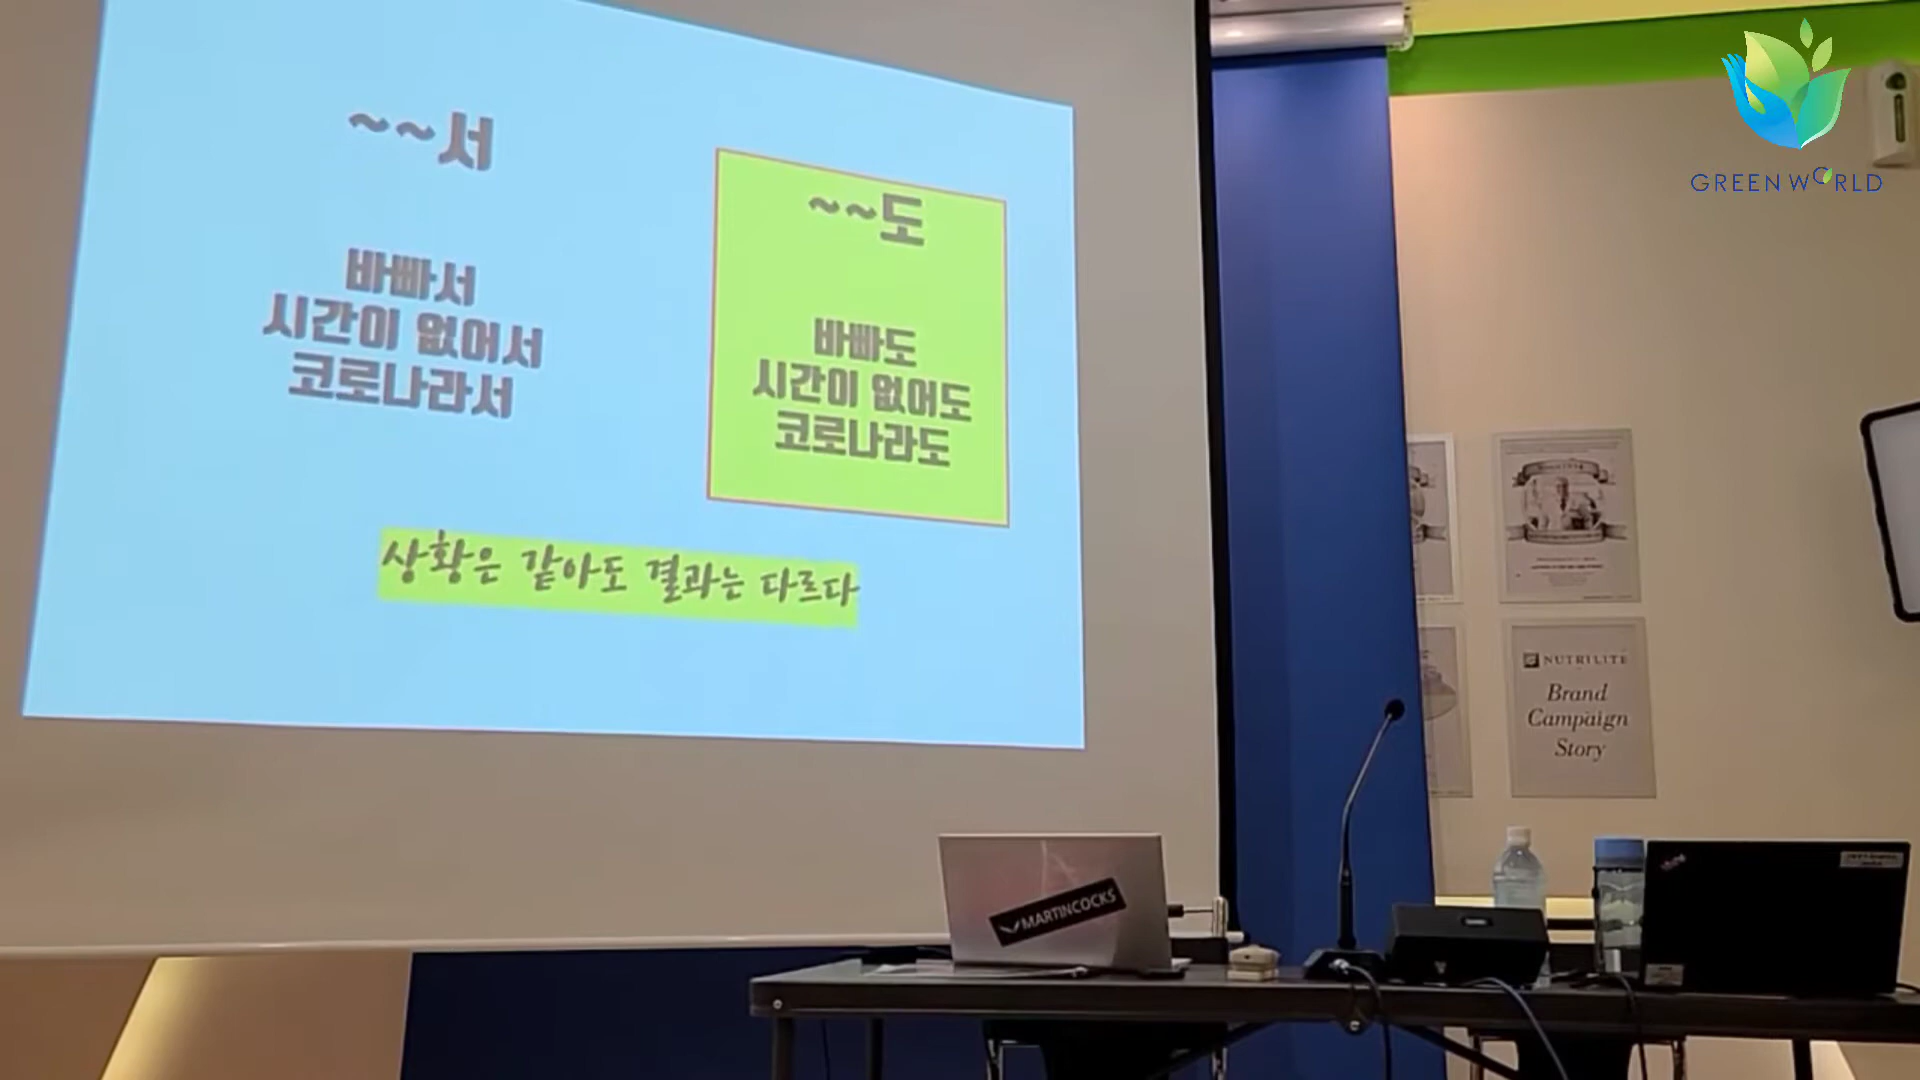 ~~서
바빠서
시간이 없어서
코로나라서
~~도
바빠도
시간이 없어도
코로나라도
상황은 같아도 결과는 다르다
GREEN WORLD
NUTRILITE
Brand
Campaign
Story
MARTINCOCKS